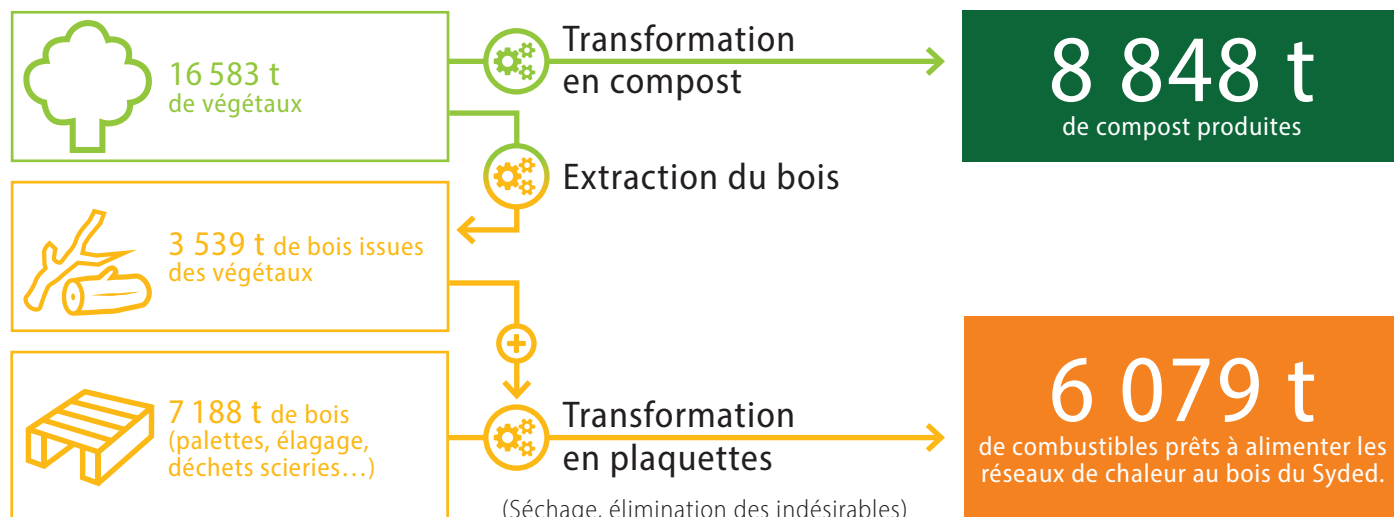 16 583 t
de végétaux
Transformation
en compost
8 848 t
de compost produites
Extraction du bois
3 539 t de bois issues
des végétaux
7 188 t de bois
(palettes, élagage,
déchets scieries…)
Transformation
en plaquettes
(Séchage, élimination des indésirables)
6 079 t
de combustibles prêts à alimenter les
réseaux de chaleur au bois du Syded.